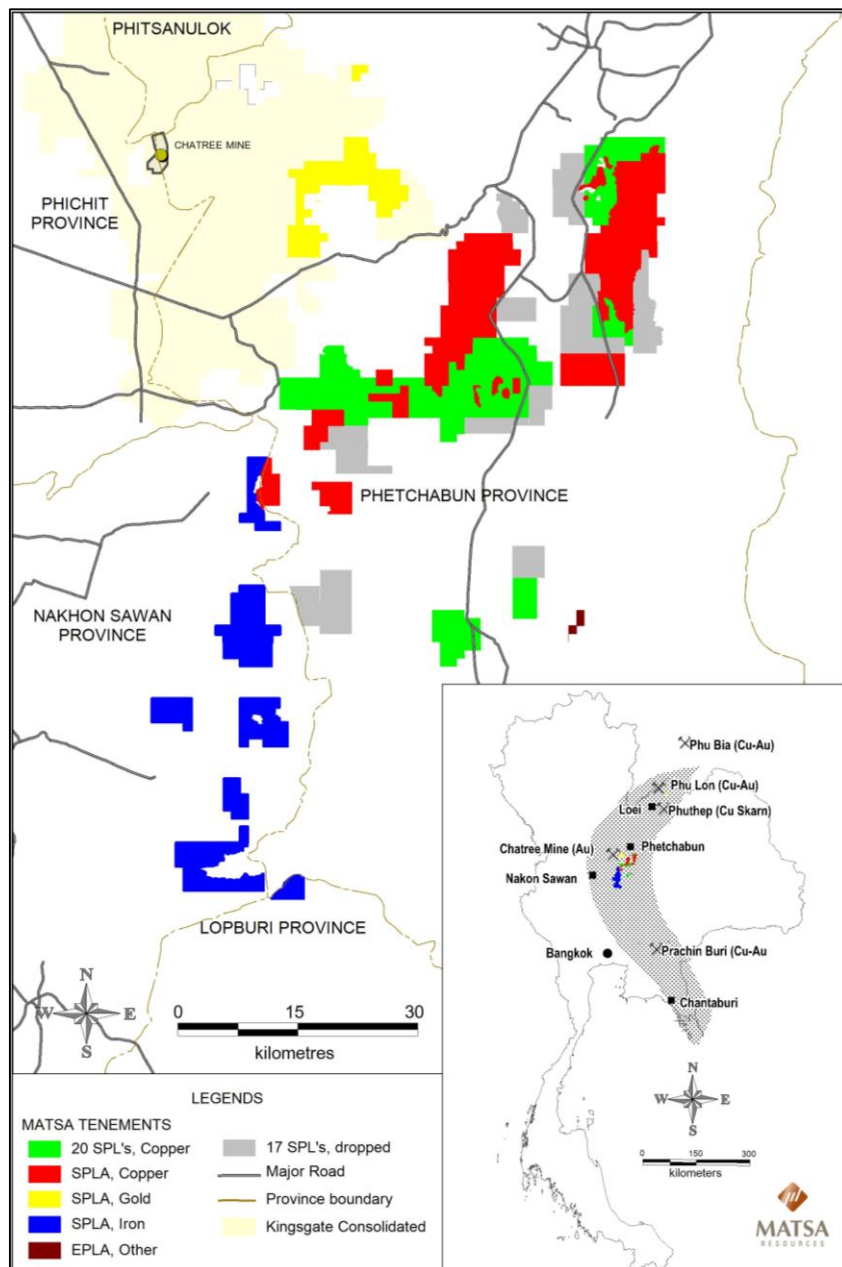 PHITSANULOK
CHATREE MINE
PHICHIT
PROVINCE
PHETCHABUN PROVINCE
NAKHON SAWAN
PROVINCE
LOPBURI PROVINCE
N
W E
S
0 15 30
kilometres
Phu Bia (Cu-Au)
Phu Lon (Cu-Au)
Loei
Phuthep (Cu Skarn)
Chatree Mine (Au)
Phetchabun
Nakon Sawan
Prachin Buri (Cu-Au
Bangkok
Chantaburi
N
W E
S
0 150 300
kilometers
MATSA
RESOURCES
LEGENDS
MATSA TENEMENTS
20 SPL's, Copper
SPLA, Copper
SPLA, Gold
SPLA, Iron
EPLA, Other
17 SPL's, dropped
Major Road
Province boundary
Kingsgate Consolidated